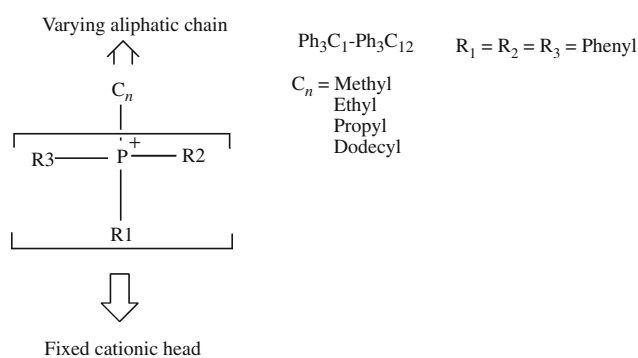 Varying aliphatic chain
Ph₃C₁-Ph₃C₁₂
R₁ = R₂ = R₃ = Phenyl
Cₙ = Methyl
Ethyl
Propyl
Dodecyl
Cₙ
R3 P⁺ R2
R1
Fixed cationic head